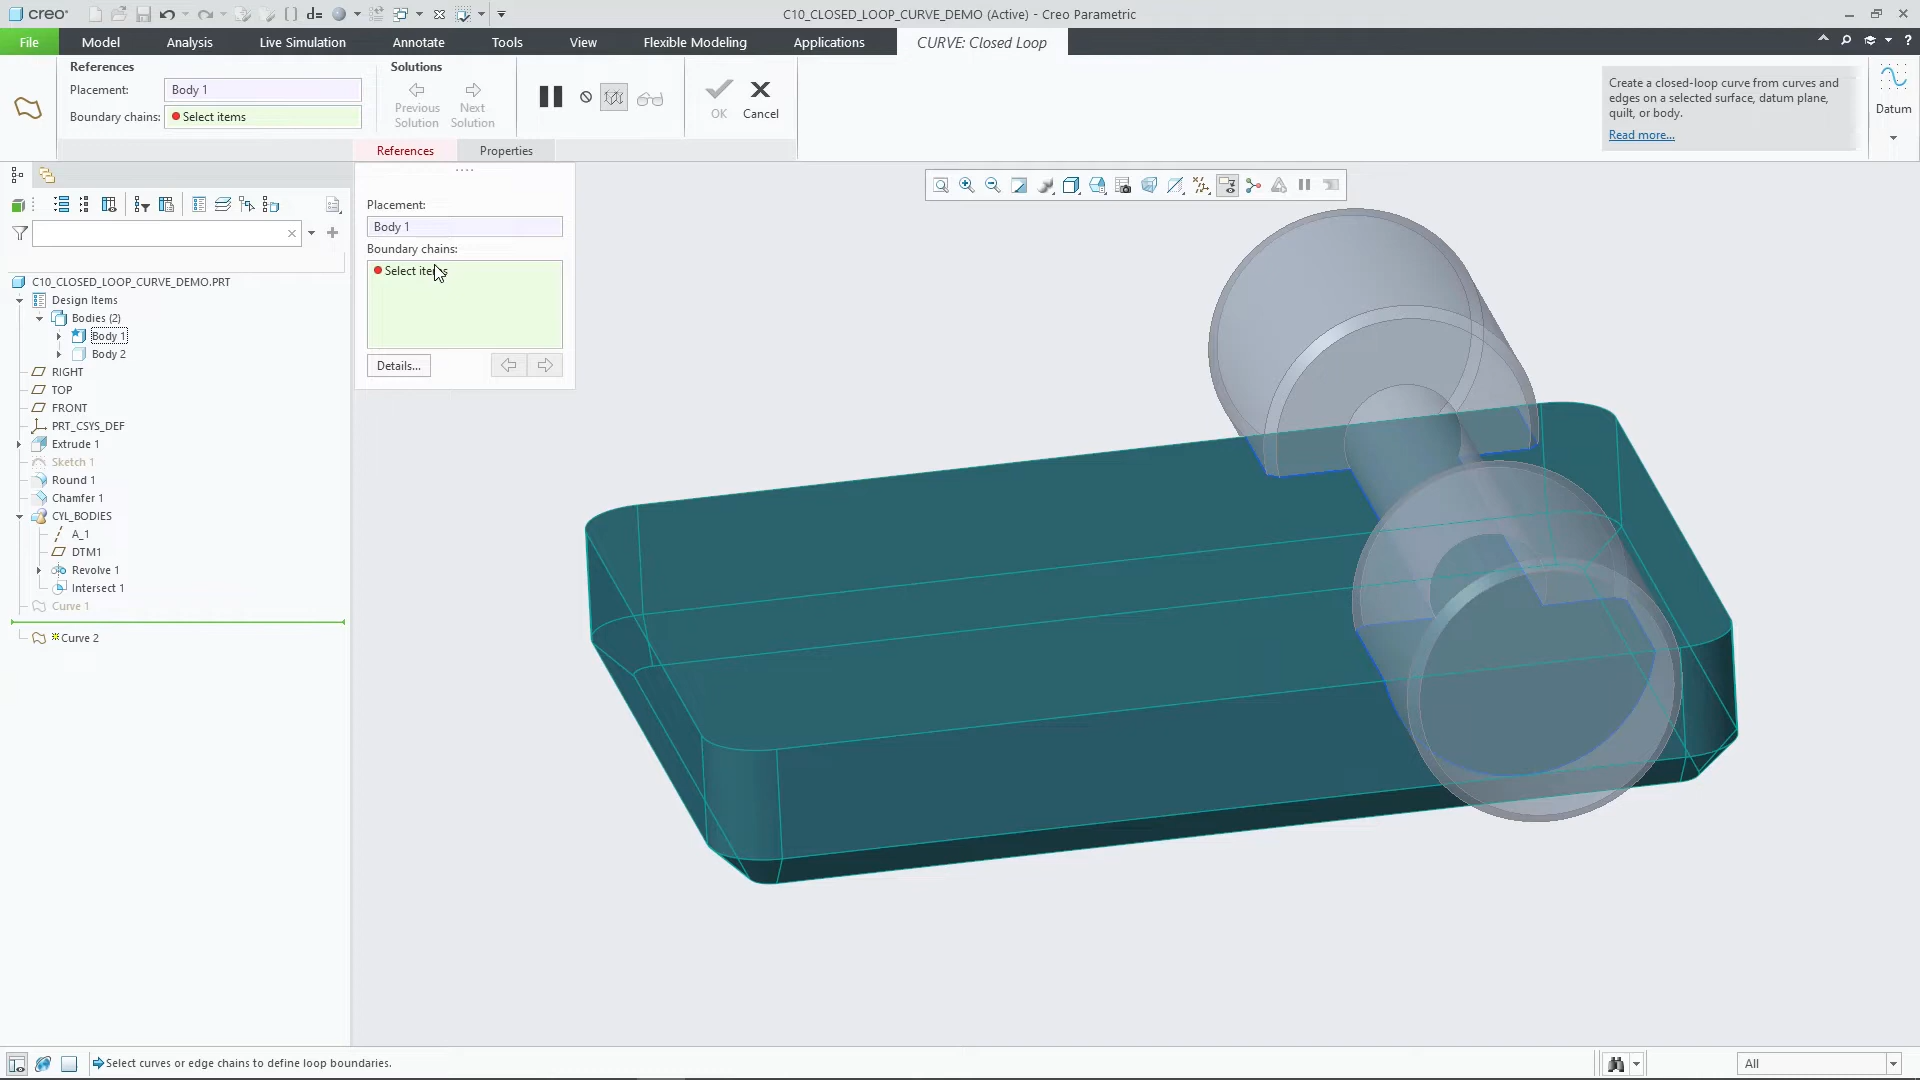 creo
d=
C10_CLOSED_LOOP_CURVE_DEMO (Active) - Creo Parametric
File
Model
Analysis
Live Simulation
Annotate
Tools
View
Flexible Modeling
Applications
CURVE: Closed Loop
References
Placement:
Body 1
Boundary chains:
Select items
Solutions
Previous
Solution
Next
Solution
OK
Cancel
References
Properties
Create a closed-loop curve from curves and
edges on a selected surface, datum plane,
quilt, or body.
Read more...
Datum
Placement:
Body 1
Boundary chains:
Select items
Details...
C10_CLOSED_LOOP_CURVE_DEMO.PRT
Design Items
Bodies (2)
Body 1
Body 2
RIGHT
TOP
FRONT
PRT_CSYS_DEF
Extrude 1
Sketch 1
Round 1
Chamfer 1
CYL_BODIES
A_1
DTM1
Revolve 1
Intersect 1
Curve 1
Curve 2
Select curves or edge chains to define loop boundaries.
All